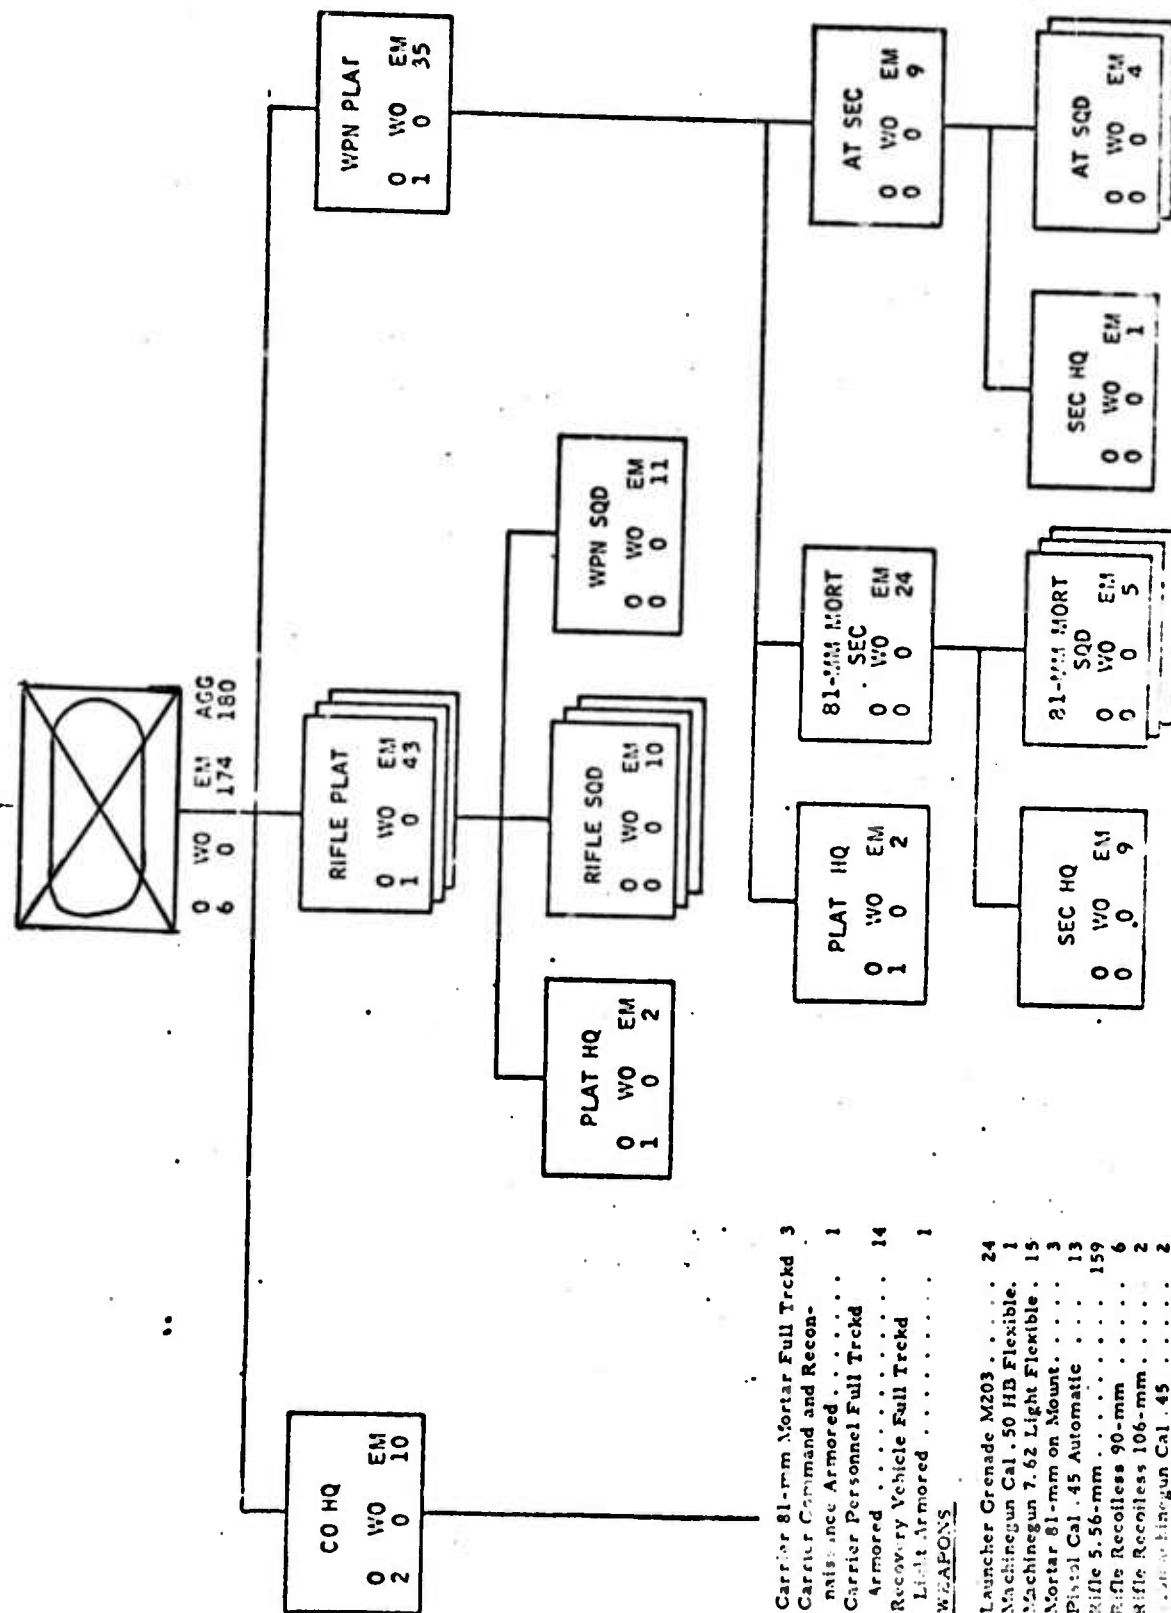 O WO EM AGG
6 0 174 180
CO HQ
O WO EM
2 0 10
RIFLE PLAT
O WO EM
1 0 43
WPN PLAT
O WO EM
1 0 35
PLAT HQ
O WO EM
1 0 2
RIFLE SQD
O WO EM
0 0 10
WPN SQD
O WO EM
0 0 11
PLAT HQ
O WO EM
1 0 2
81-MM MORT
SEC
O WO EM
0 0 24
AT SEC
O WO EM
0 0 9
SEC HQ
O WO EM
0 0 9
81-MM MORT
SQD
O WO EM
0 0 5
SEC HQ
O WO EM
0 0 1
AT SQD
O WO EM
0 0 4
Carrier 81-mm Mortar Full Trckd 3
Carrier Command and Recon-
naissance Armored . . . . . . . 1
Carrier Personnel Full Trckd
Armored . . . . . . . . . . . 14
Recovery Vehicle Full Trckd
Light Armored . . . . . . . . . 1
WEAPONS
Launcher Grenade M203 . . . . . 24
Machinegun Cal .50 HB Flexible. 1
Machinegun 7.62 Light Flexible . 15
Mortar 81-mm on Mount. . . . . 3
Pistol Cal .45 Automatic . . . . 13
Rifle 5.56-mm . . . . . . . . . 159
Rifle Recoiless 90-mm . . . . . 6
Rifle Recoiless 106-mm. . . . . 2
Cal .45 . . . . . 2